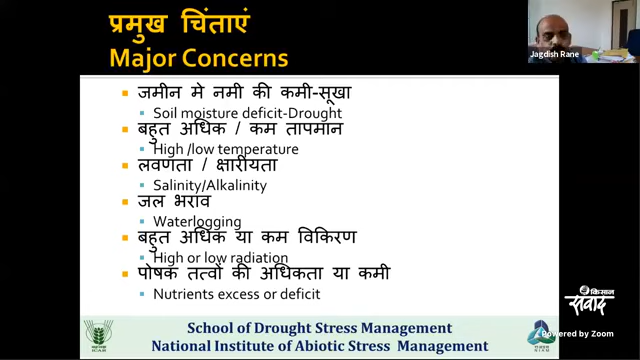 प्रमुख चिंताएं
Major Concerns
Jagdish Rane
जमीन मे नमी की कमी-सूखा
Soil moisture deficit-Drought
बहुत अधिक / कम तापमान
High /low temperature
लवणता / क्षारीयता
Salinity/Alkalinity
जल भराव
Waterlogging
बहुत अधिक या कम विकिरण
High or low radiation
पोषक तत्वों की अधिकता या कमी
Nutrients excess or deficit
किसान
संवाद
Powered by Zoom
School of Drought Stress Management
National Institute of Abiotic Stress Management
ICAR